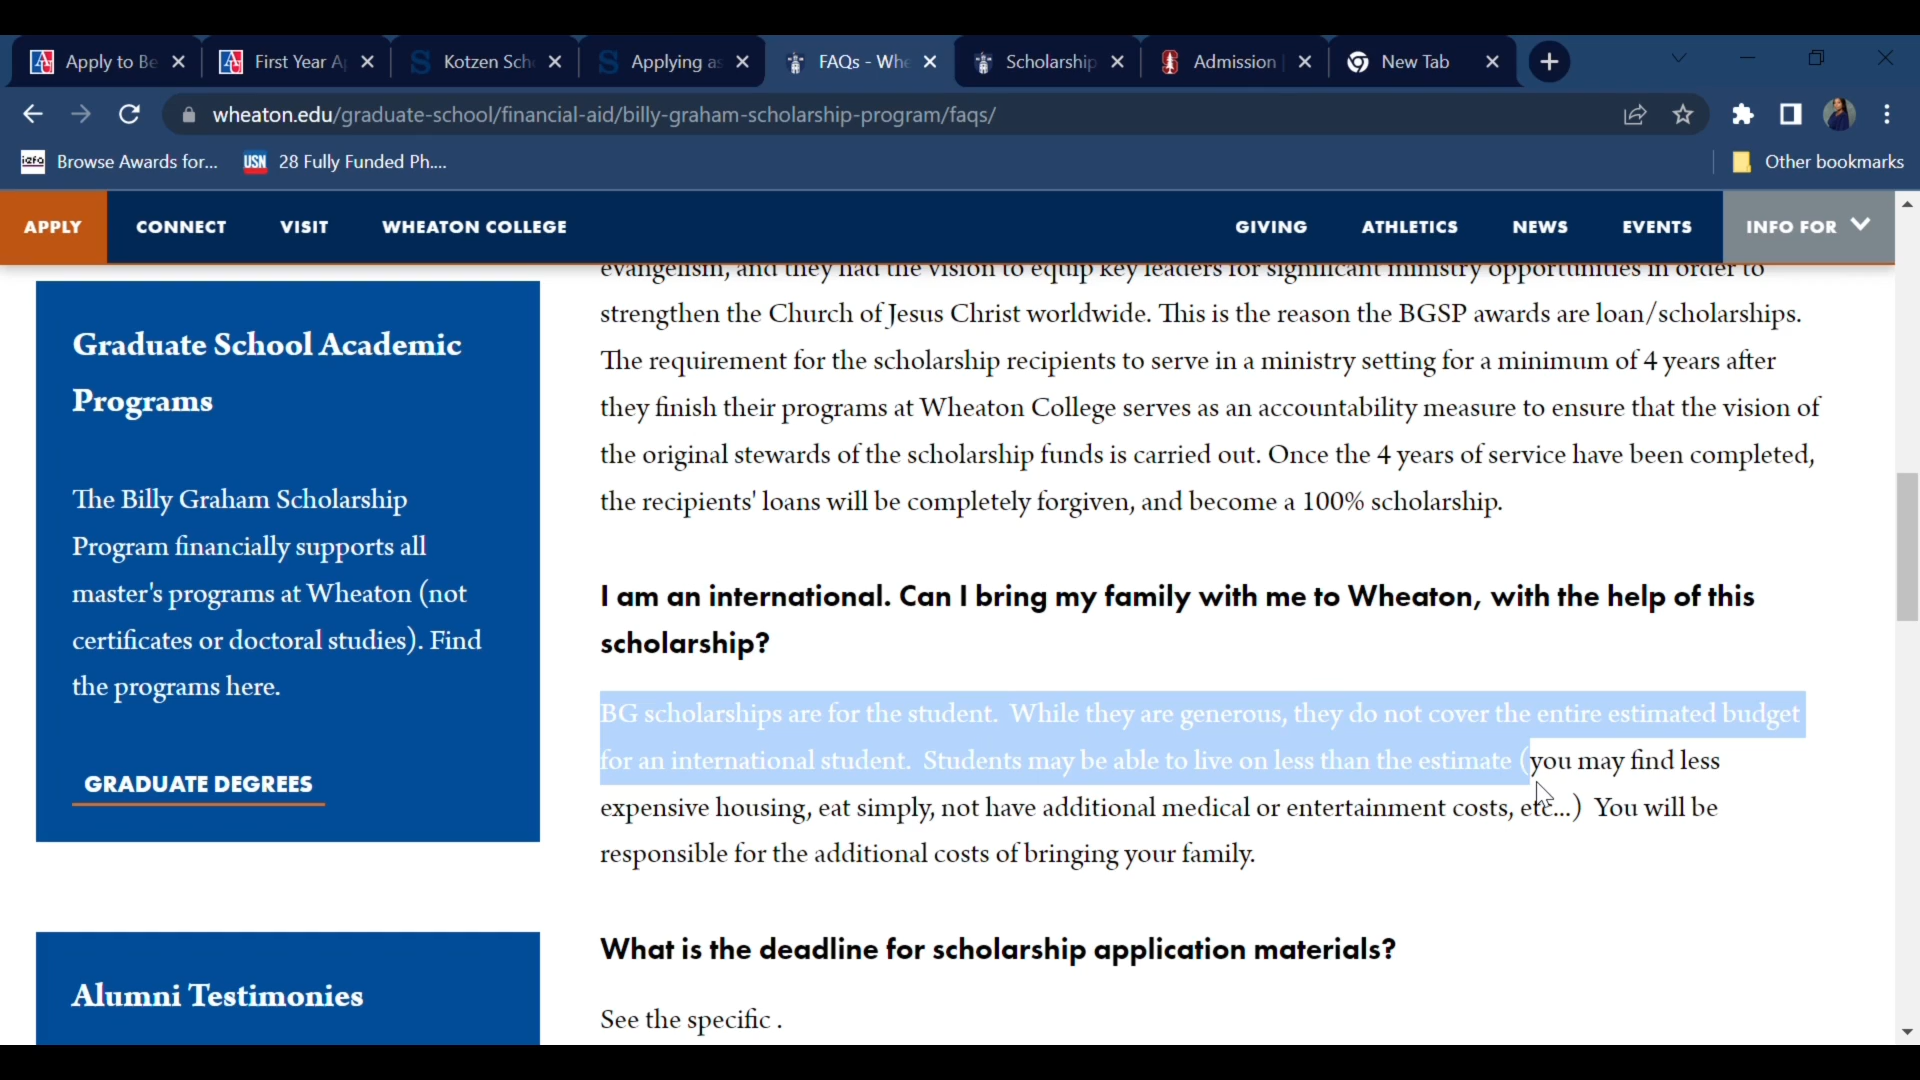 Apply to Be
First Year A
Kotzen Sch
Applying as
FAQs - Whe
Scholarship
Admission
New Tab
wheaton.edu/graduate-school/financial-aid/billy-graham-scholarship-program/faqs/
iefa Browse Awards for...
USN 28 Fully Funded Ph....
Other bookmarks
APPLY CONNECT VISIT WHEATON COLLEGE GIVING ATHLETICS NEWS EVENTS INFO FOR
Graduate School Academic
Programs
The Billy Graham Scholarship
Program financially supports all
master's programs at Wheaton (not
certificates or doctoral studies). Find
the programs here.
GRADUATE DEGREES
Alumni Testimonies
evangelism, and they had the vision to equip key leaders for significant ministry opportunities in order to
strengthen the Church of Jesus Christ worldwide. This is the reason the BGSP awards are loan/scholarships.
The requirement for the scholarship recipients to serve in a ministry setting for a minimum of 4 years after
they finish their programs at Wheaton College serves as an accountability measure to ensure that the vision of
the original stewards of the scholarship funds is carried out. Once the 4 years of service have been completed,
the recipients' loans will be completely forgiven, and become a 100% scholarship.
I am an international. Can I bring my family with me to Wheaton, with the help of this
scholarship?
BG scholarships are for the student. While they are generous, they do not cover the entire estimated budget
for an international student. Students may be able to live on less than the estimate (you may find less
expensive housing, eat simply, not have additional medical or entertainment costs, etc...) You will be
responsible for the additional costs of bringing your family.
What is the deadline for scholarship application materials?
See the specific .